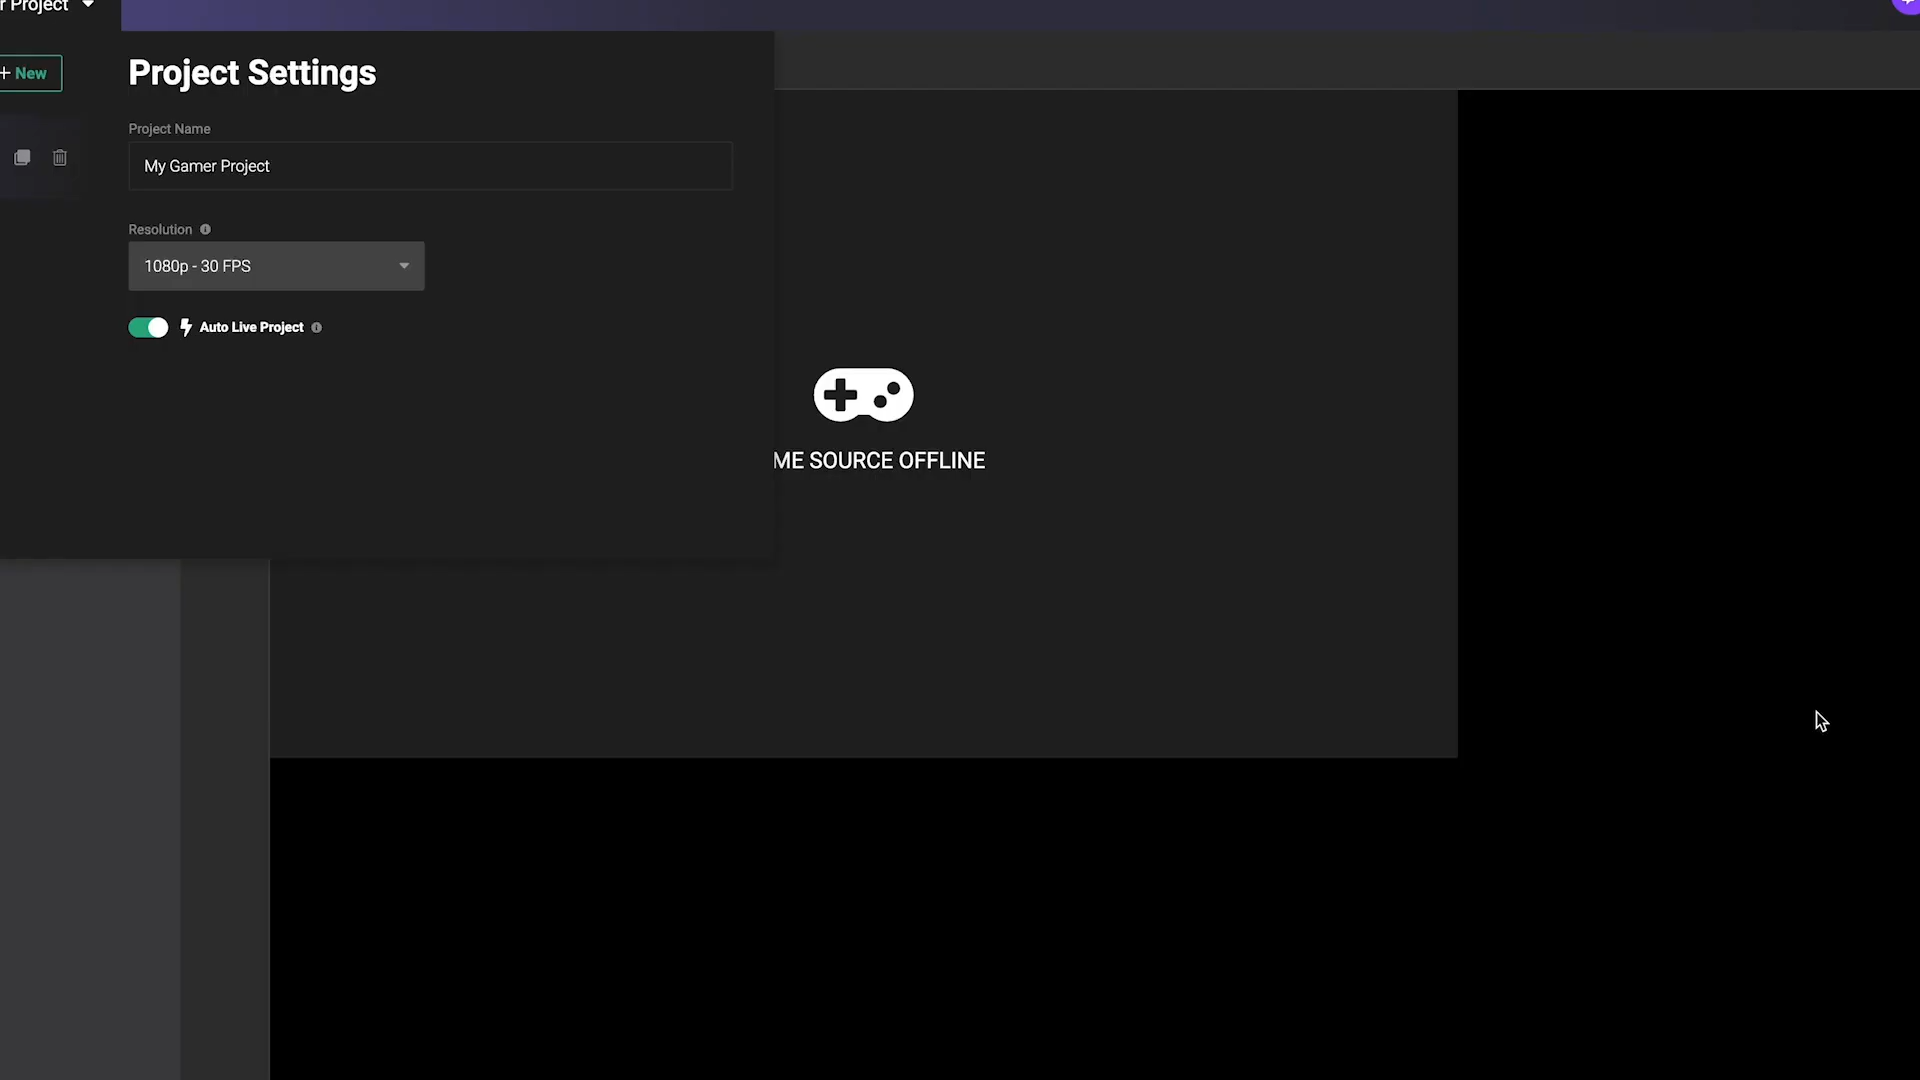 r Project
+ New
Project Settings
Project Name
My Gamer Project
Resolution
1080p - 30 FPS
Auto Live Project
ME SOURCE OFFLINE